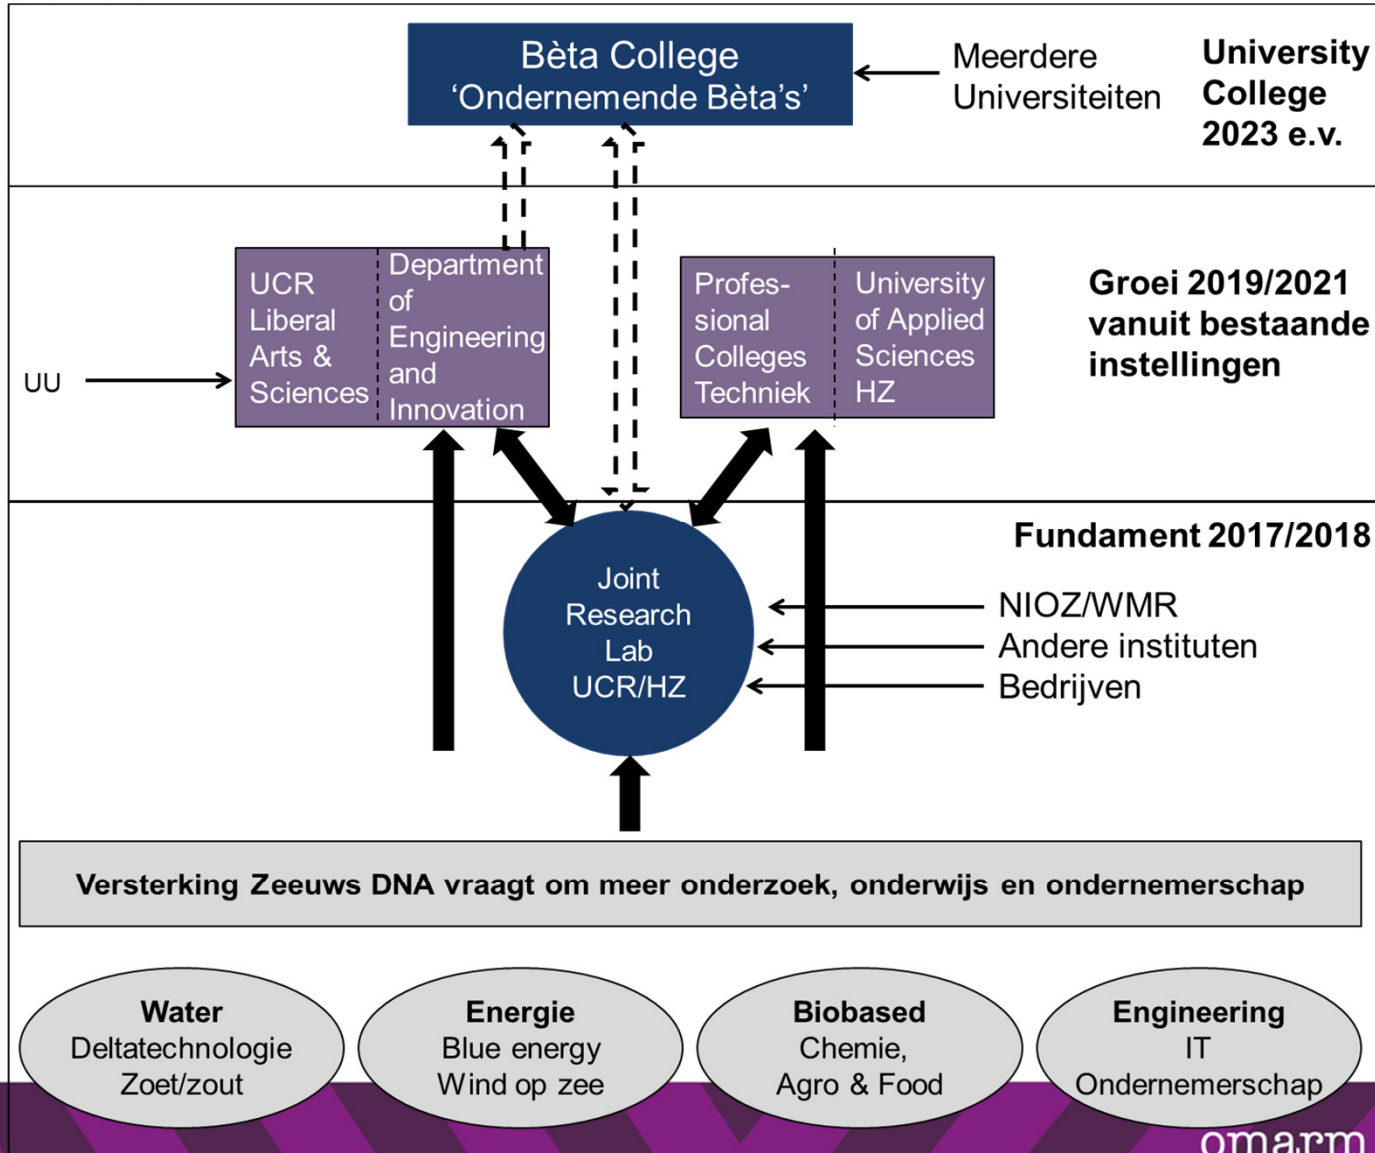 Bèta College
‘Ondernemende Bèta’s’
Meerdere
Universiteiten
University
College
2023 e.v.
UU
UCR
Liberal
Arts &
Sciences
Department
of
Engineering
and
Innovation
Profes-
sional
Colleges
Techniek
University
of Applied
Sciences
HZ
Groei 2019/2021
vanuit bestaande
instellingen
Fundament 2017/2018
Joint
Research
Lab
UCR/HZ
NIOZ/WMR
Andere instituten
Bedrijven
Versterking Zeeuws DNA vraagt om meer onderzoek, onderwijs en ondernemerschap
Water
Deltatechnologie
Zoet/zout
Energie
Blue energy
Wind op zee
Biobased
Chemie,
Agro & Food
Engineering
IT
Ondernemerschap
omarm